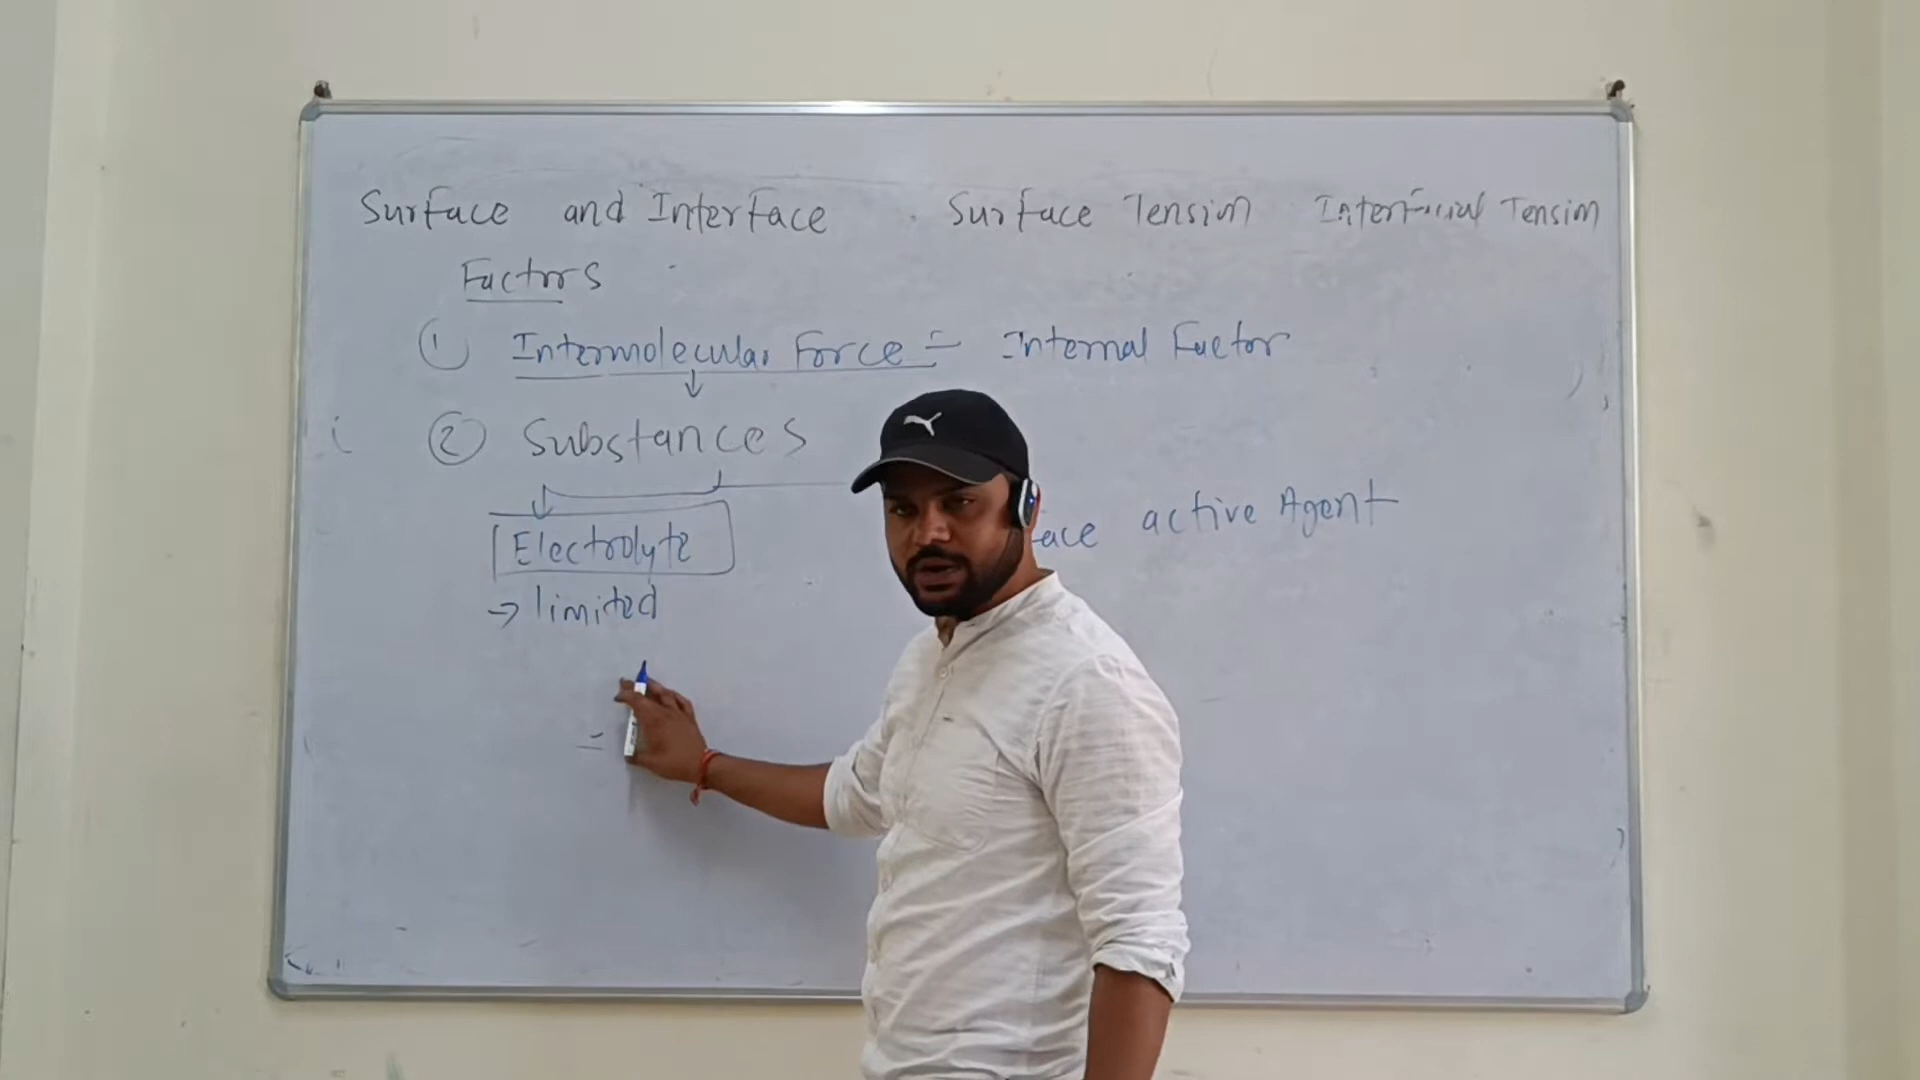 Surface and Interface Surface Tension Interfacial Tension
Factors
① Intermolecular Force = Internal Factor
② Substances
Electrolyte
face active Agent
→ limited
=